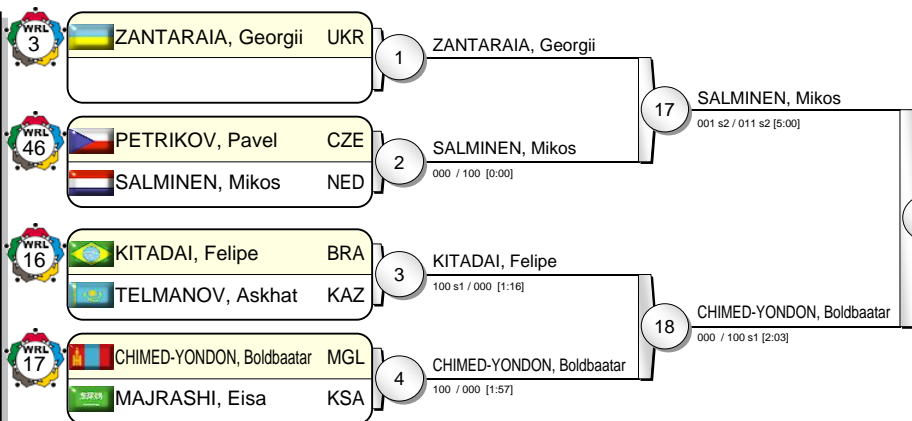 WRL
3
ZANTARAIA, Georgii UKR
1
ZANTARAIA, Georgii
17
SALMINEN, Mikos
001 s2 / 011 s2 [5:00]
WRL
46
PETRIKOV, Pavel CZE
SALMINEN, Mikos NED
2
SALMINEN, Mikos
000 / 100 [0:00]
WRL
16
KITADAI, Felipe BRA
TELMANOV, Askhat KAZ
3
KITADAI, Felipe
100 s1 / 000 [1:16]
18
CHIMED-YONDON, Boldbaatar
000 / 100 s1 [2:03]
WRL
17
CHIMED-YONDON, Boldbaatar MGL
MAJRASHI, Eisa KSA
4
CHIMED-YONDON, Boldbaatar
100 / 000 [1:57]